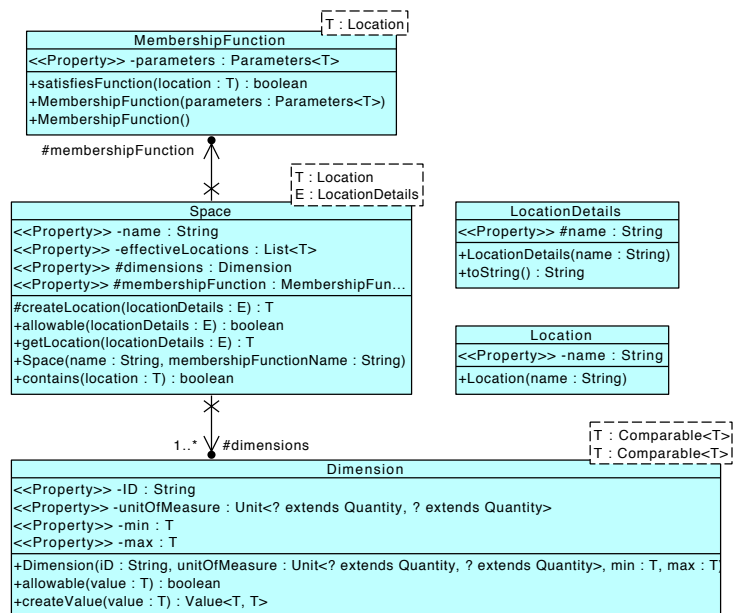 T : Location
MembershipFunction
<<Property>> -parameters : Parameters<T>
+satisfiesFunction(location : T) : boolean
+MembershipFunction(parameters : Parameters<T>)
+MembershipFunction()
#membershipFunction
T : Location
E : LocationDetails
Space
<<Property>> -name : String
<<Property>> -effectiveLocations : List<T>
<<Property>> #dimensions : Dimension
<<Property>> #membershipFunction : MembershipFun...
#createLocation(locationDetails : E) : T
+allowable(locationDetails : E) : boolean
+getLocation(locationDetails : E) : T
+Space(name : String, membershipFunctionName : String)
+contains(location : T) : boolean
LocationDetails
<<Property>> #name : String
+LocationDetails(name : String)
+toString() : String
Location
<<Property>> -name : String
+Location(name : String)
1..* #dimensions
T : Comparable<T>
T : Comparable<T>
Dimension
<<Property>> -ID : String
<<Property>> -unitOfMeasure : Unit<? extends Quantity, ? extends Quantity>
<<Property>> -min : T
<<Property>> -max : T
+Dimension(iD : String, unitOfMeasure : Unit<? extends Quantity, ? extends Quantity>, min : T, max : T)
+allowable(value : T) : boolean
+createValue(value : T) : Value<T, T>